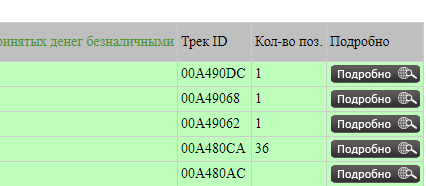 ринятых денег безналичными Трек ID Кол-во поз. Подробно
00A490DC 1 Подробно
00A49068 1 Подробно
00A49062 1 Подробно
00A480CA 36 Подробно
00A480AC Подробно